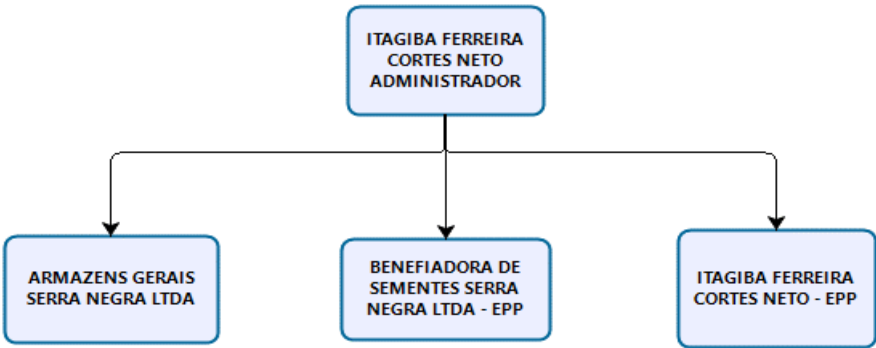 ITAGIBA FERREIRA
CORTES NETO
ADMINISTRADOR
ARMAZENS GERAIS
SERRA NEGRA LTDA
BENEFIADORA DE
SEMENTES SERRA
NEGRA LTDA - EPP
ITAGIBA FERREIRA
CORTES NETO - EPP